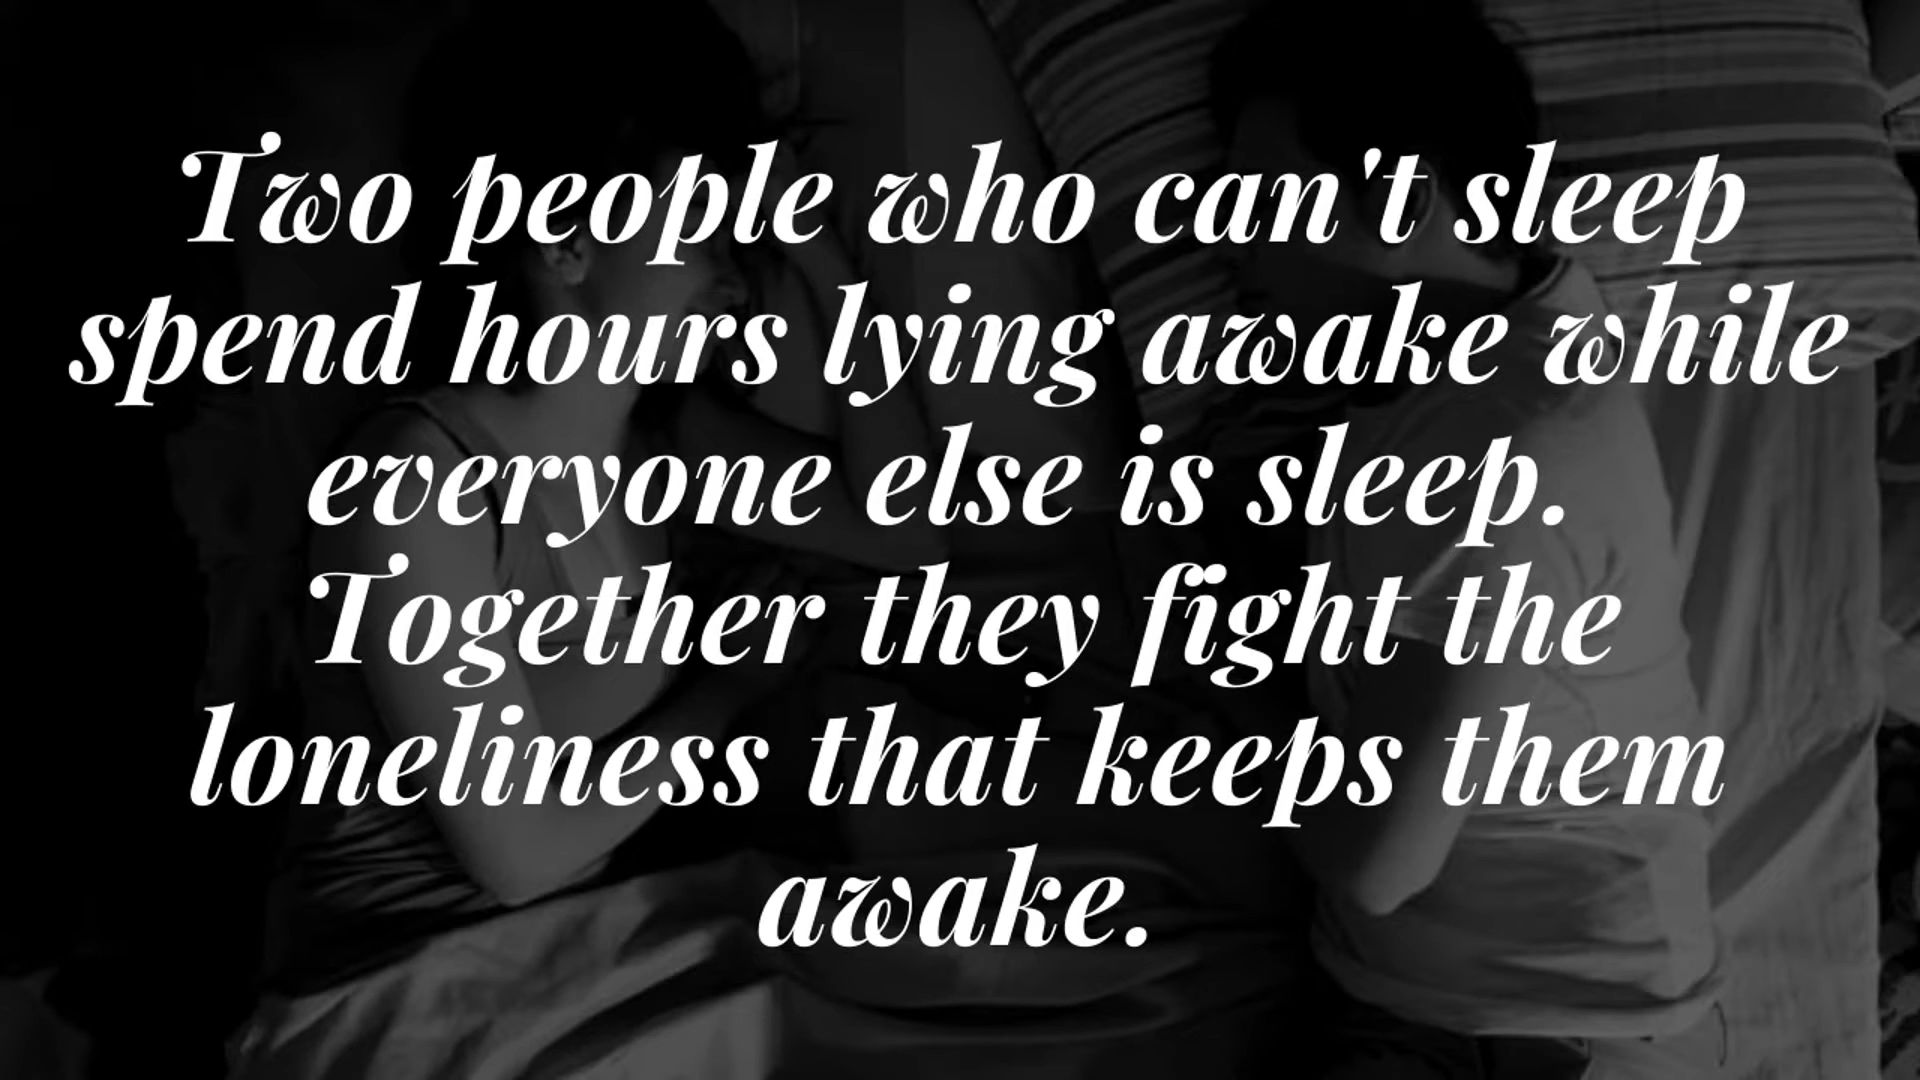 Two people who can't sleep
spend hours lying awake while
everyone else is sleep.
Together they fight the
loneliness that keeps them
awake.